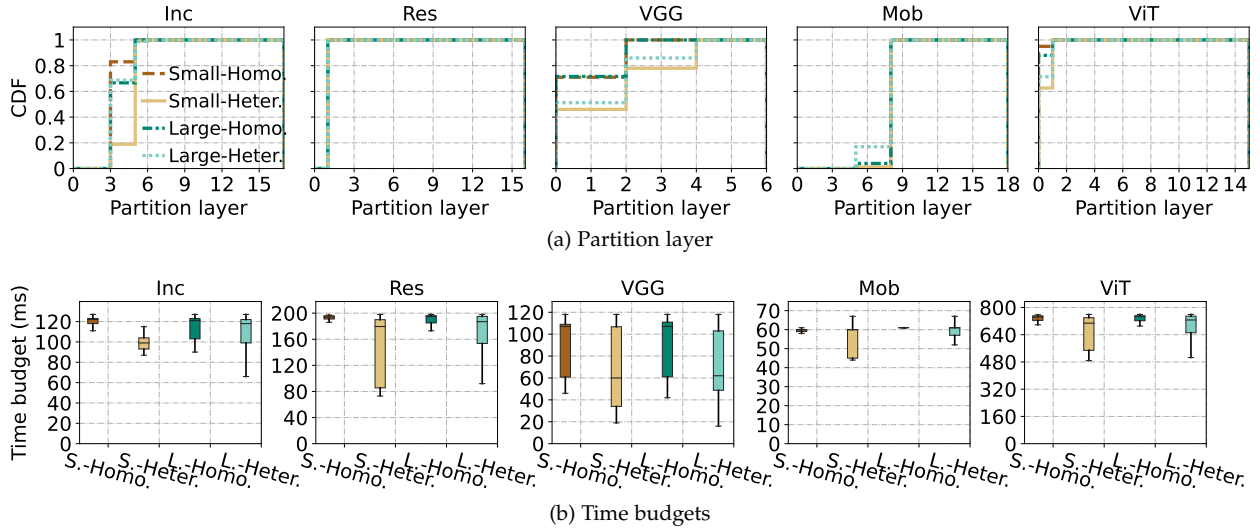 Inc Res VGG Mob ViT
CDF
1
0.8
0.6
0.4
0.2
0
Small-Homo.
Small-Heter.
Large-Homo.
Large-Heter.
0 3 6 9 12 15
0 3 6 9 12 15
0 1 2 3 4 5 6
0 3 6 9 12 15 18
0 2 4 6 8 10 12 14
Partition layer Partition layer Partition layer Partition layer Partition layer
(a) Partition layer
Inc Res VGG Mob ViT
Time budget (ms)
120
100
80
60
40
20
0
200
160
120
80
40
0
120
100
80
60
40
20
0
70
60
50
40
30
20
10
0
800
640
480
320
160
0
S.-Homo. S.-Heter. L.-Homo. L.-Heter.
S.-Homo. S.-Heter. L.-Homo. L.-Heter.
S.-Homo. S.-Heter. L.-Homo. L.-Heter.
S.-Homo. S.-Heter. L.-Homo. L.-Heter.
S.-Homo. S.-Heter. L.-Homo. L.-Heter.
(b) Time budgets